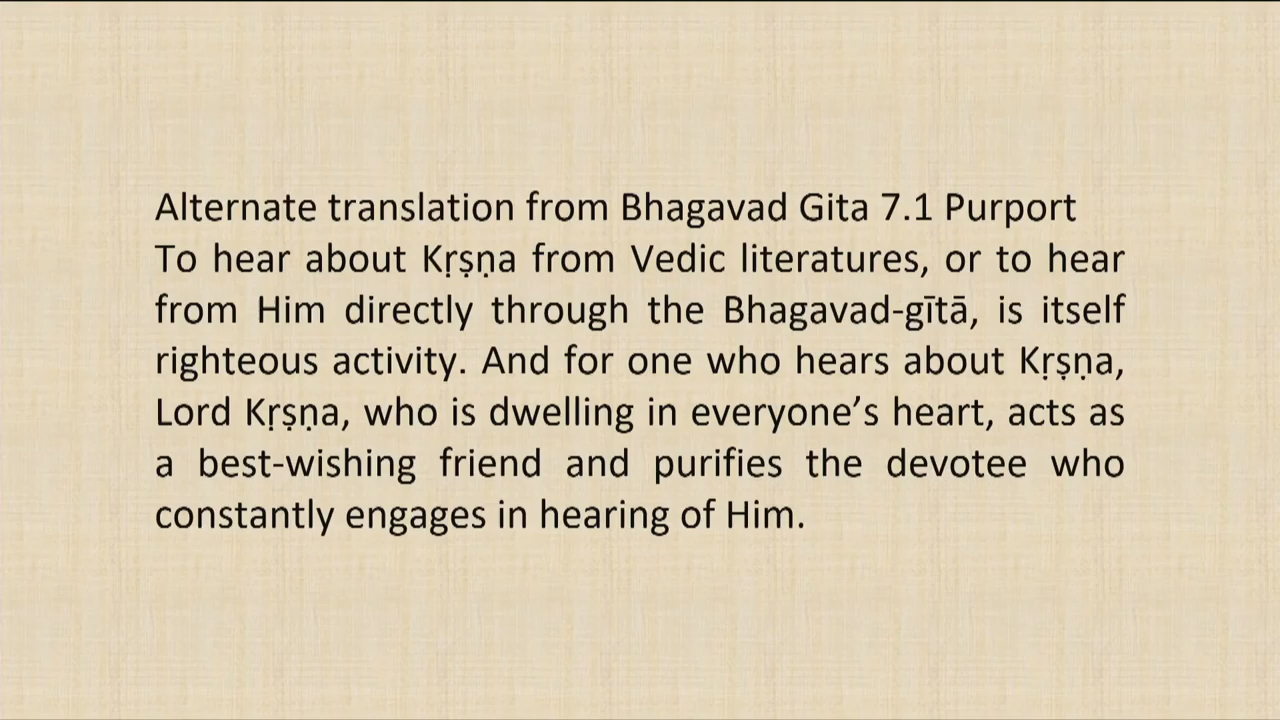 Alternate translation from Bhagavad Gita 7.1 Purport
To hear about Kṛṣṇa from Vedic literatures, or to hear
from Him directly through the Bhagavad-gītā, is itself
righteous activity. And for one who hears about Kṛṣṇa,
Lord Kṛṣṇa, who is dwelling in everyone’s heart, acts as
a best-wishing friend and purifies the devotee who
constantly engages in hearing of Him.